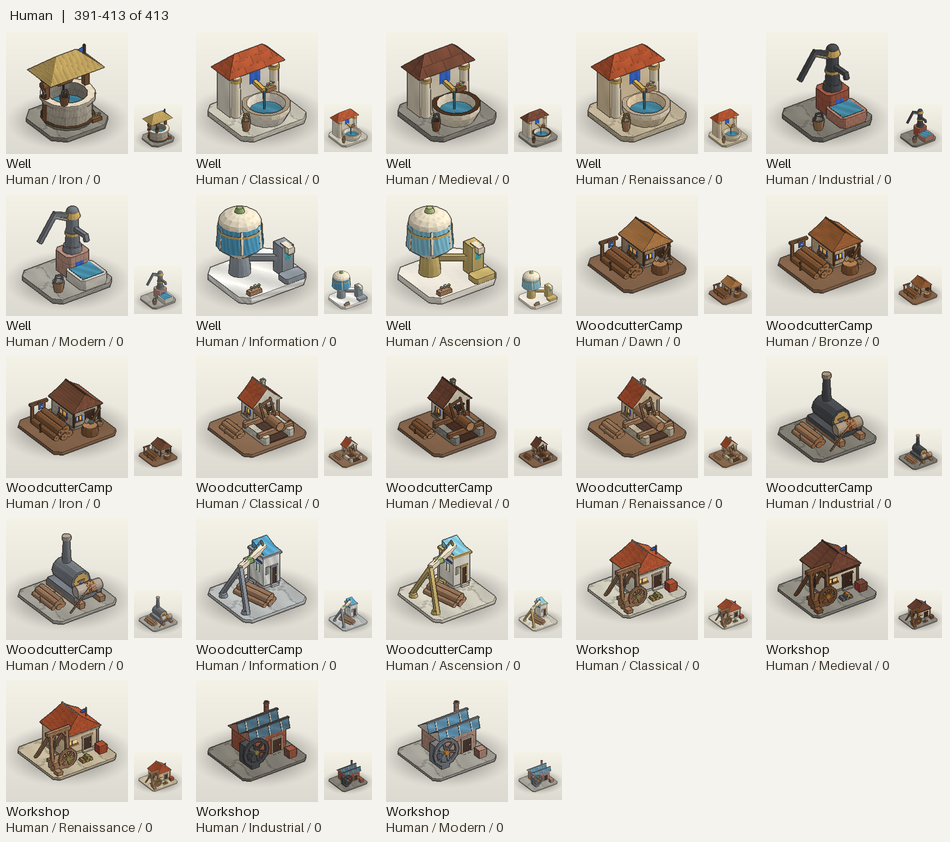 Human | 391-413 of 413
Well
Human / Iron / 0
Well
Human / Classical / 0
Well
Human / Medieval / 0
Well
Human / Renaissance / 0
Well
Human / Industrial / 0
Well
Human / Modern / 0
Well
Human / Information / 0
Well
Human / Ascension / 0
WoodcutterCamp
Human / Dawn / 0
WoodcutterCamp
Human / Bronze / 0
WoodcutterCamp
Human / Iron / 0
WoodcutterCamp
Human / Classical / 0
WoodcutterCamp
Human / Medieval / 0
WoodcutterCamp
Human / Renaissance / 0
WoodcutterCamp
Human / Industrial / 0
WoodcutterCamp
Human / Modern / 0
WoodcutterCamp
Human / Information / 0
WoodcutterCamp
Human / Ascension / 0
Workshop
Human / Classical / 0
Workshop
Human / Medieval / 0
Workshop
Human / Renaissance / 0
Workshop
Human / Industrial / 0
Workshop
Human / Modern / 0